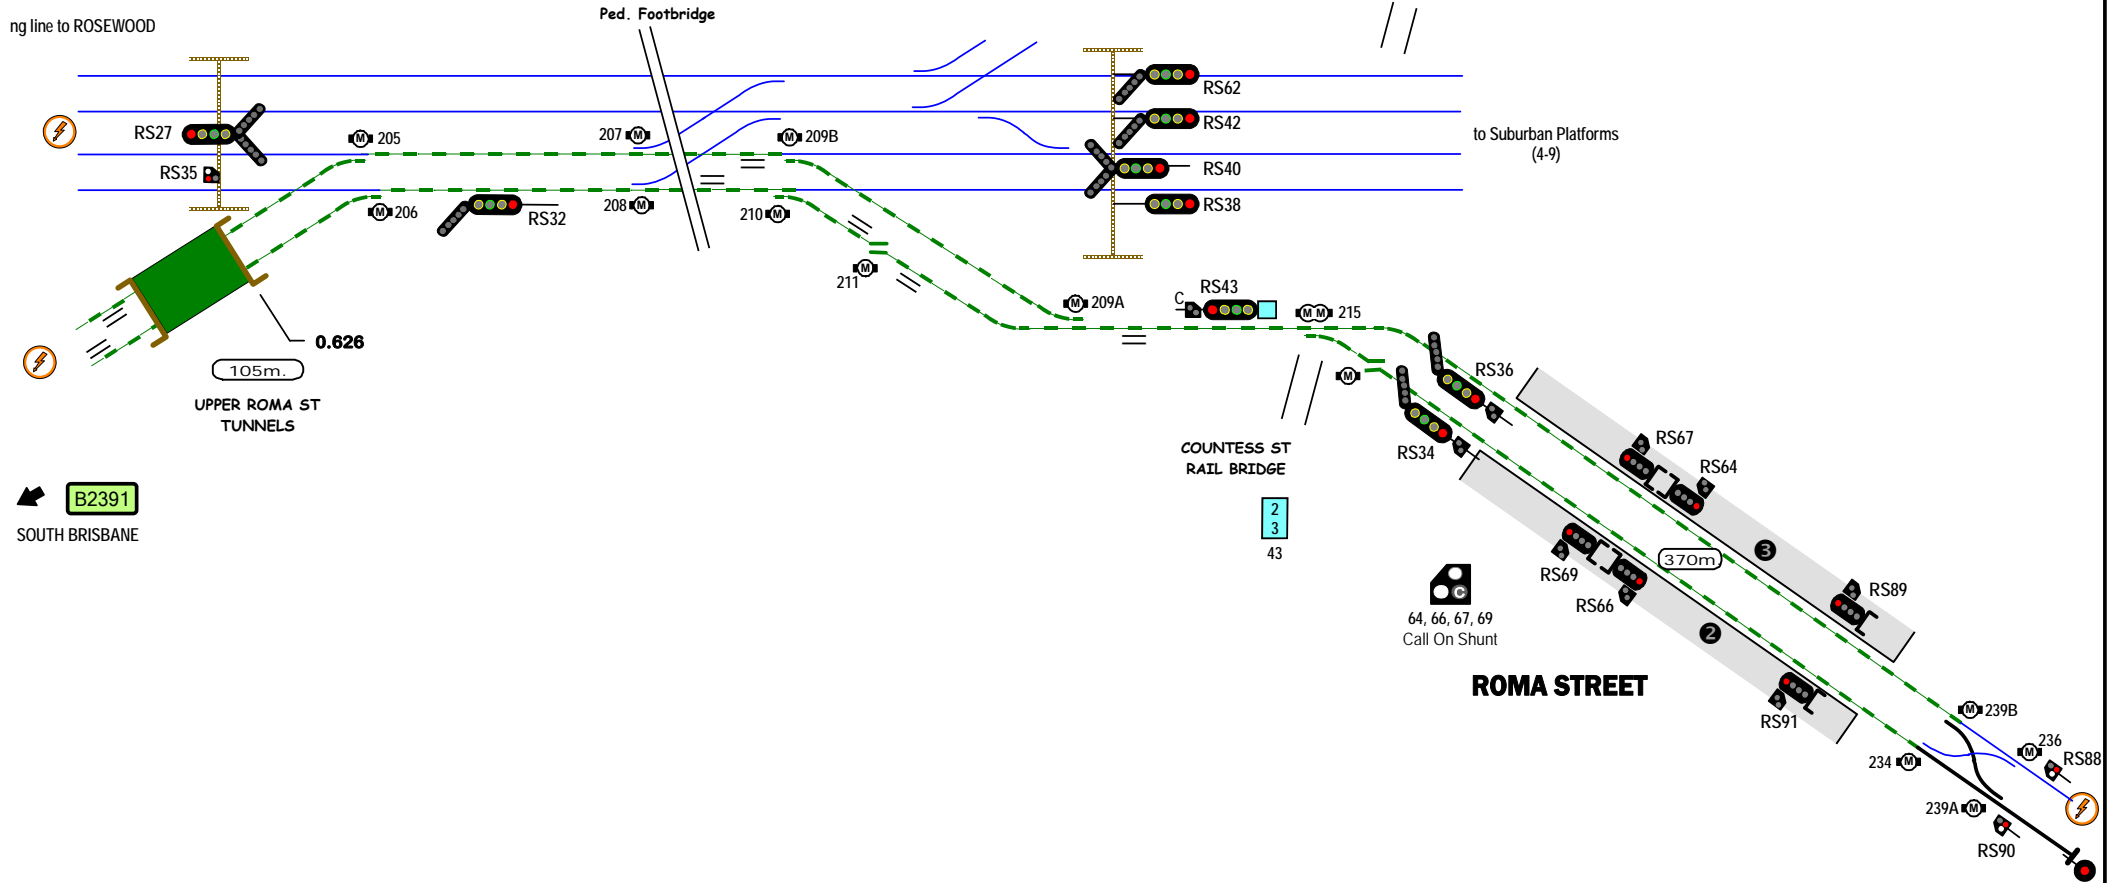 Ped. Footbridge
ng line to ROSEWOOD
RS62
RS42
RS27
205
207
209B
to Suburban Platforms
(4-9)
RS40
RS35
RS38
206
RS32
208
210
211
209A
C
RS43
215
0.626
105m.
UPPER ROMA ST
TUNNELS
RS36
RS34
COUNTESS ST
RAIL BRIDGE
RS67
RS64
B2391
SOUTH BRISBANE
2
3
43
RS69
RS66
370m.
3
RS89
C
64, 66, 67, 69
Call On Shunt
2
ROMA STREET
RS91
239B
236
RS88
234
239A
RS90
M
M
M
M
M
M
M
M
M M
M
M
M
M
M